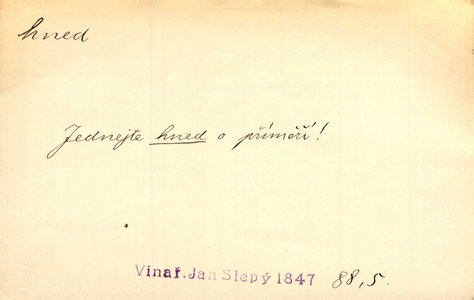 hned
Jednejte hned o příměří!
Vinař. Jan Slepý 1847 88,5.